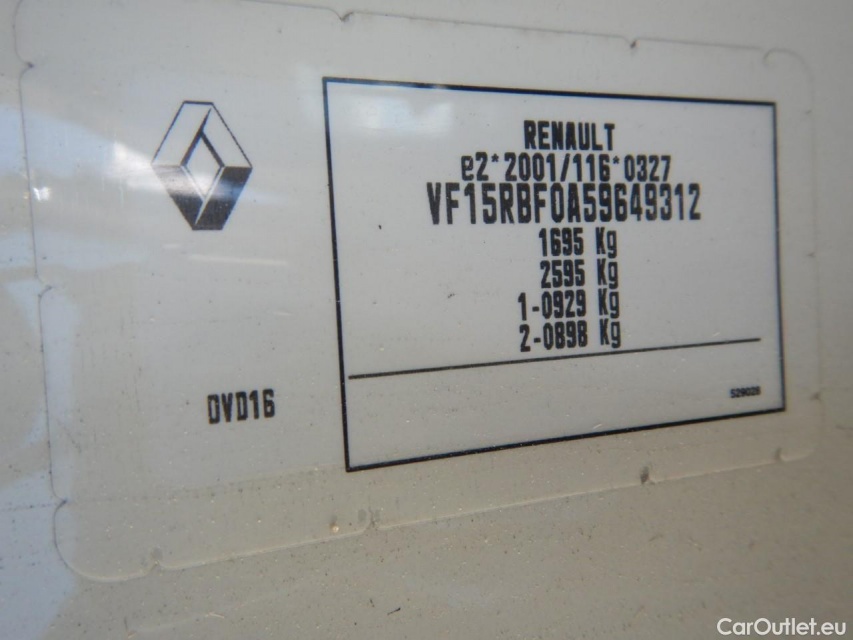 RENAULT
e2*2001/116*0327
VF15RBF0A59649312
1695 Kg
2595 Kg
1-0929 Kg
2-0898 Kg
DVD16
529028
CarOutlet.eu